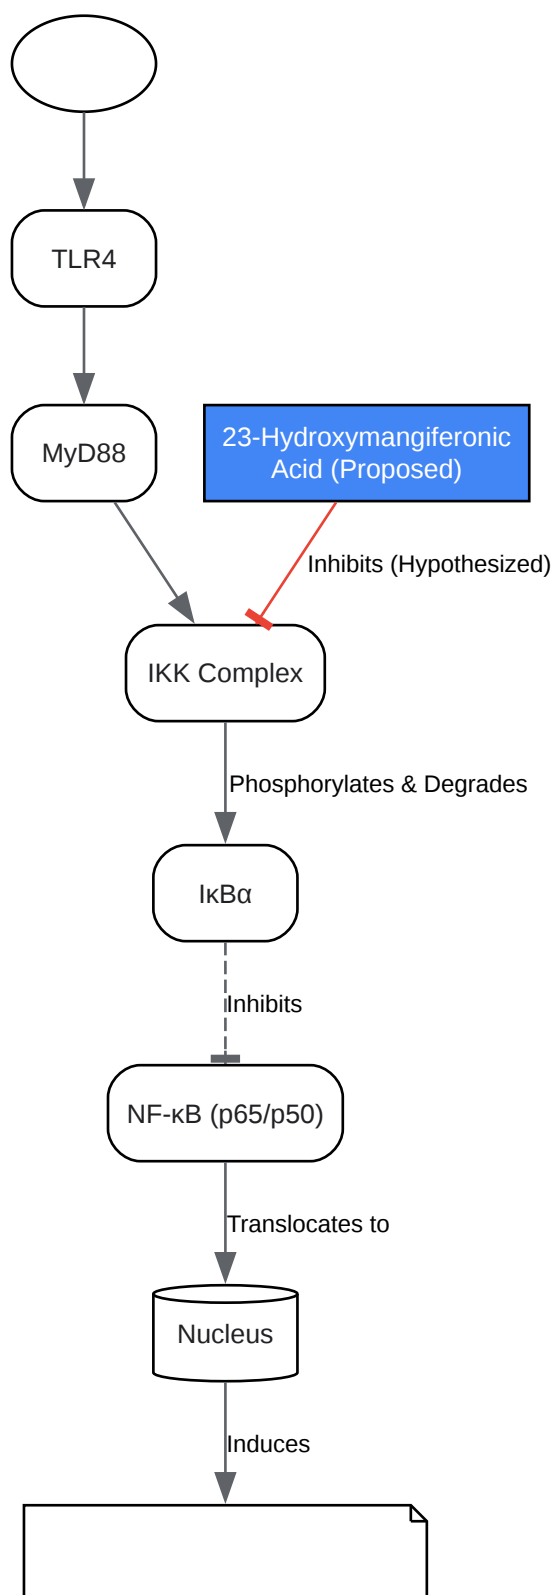 TLR4
MyD88
23-Hydroxymangiferonic
Acid (Proposed)
Inhibits (Hypothesized)
IKK Complex
Phosphorylates & Degrades
IκBα
Inhibits
NF-κB (p65/p50)
Translocates to
Nucleus
Induces